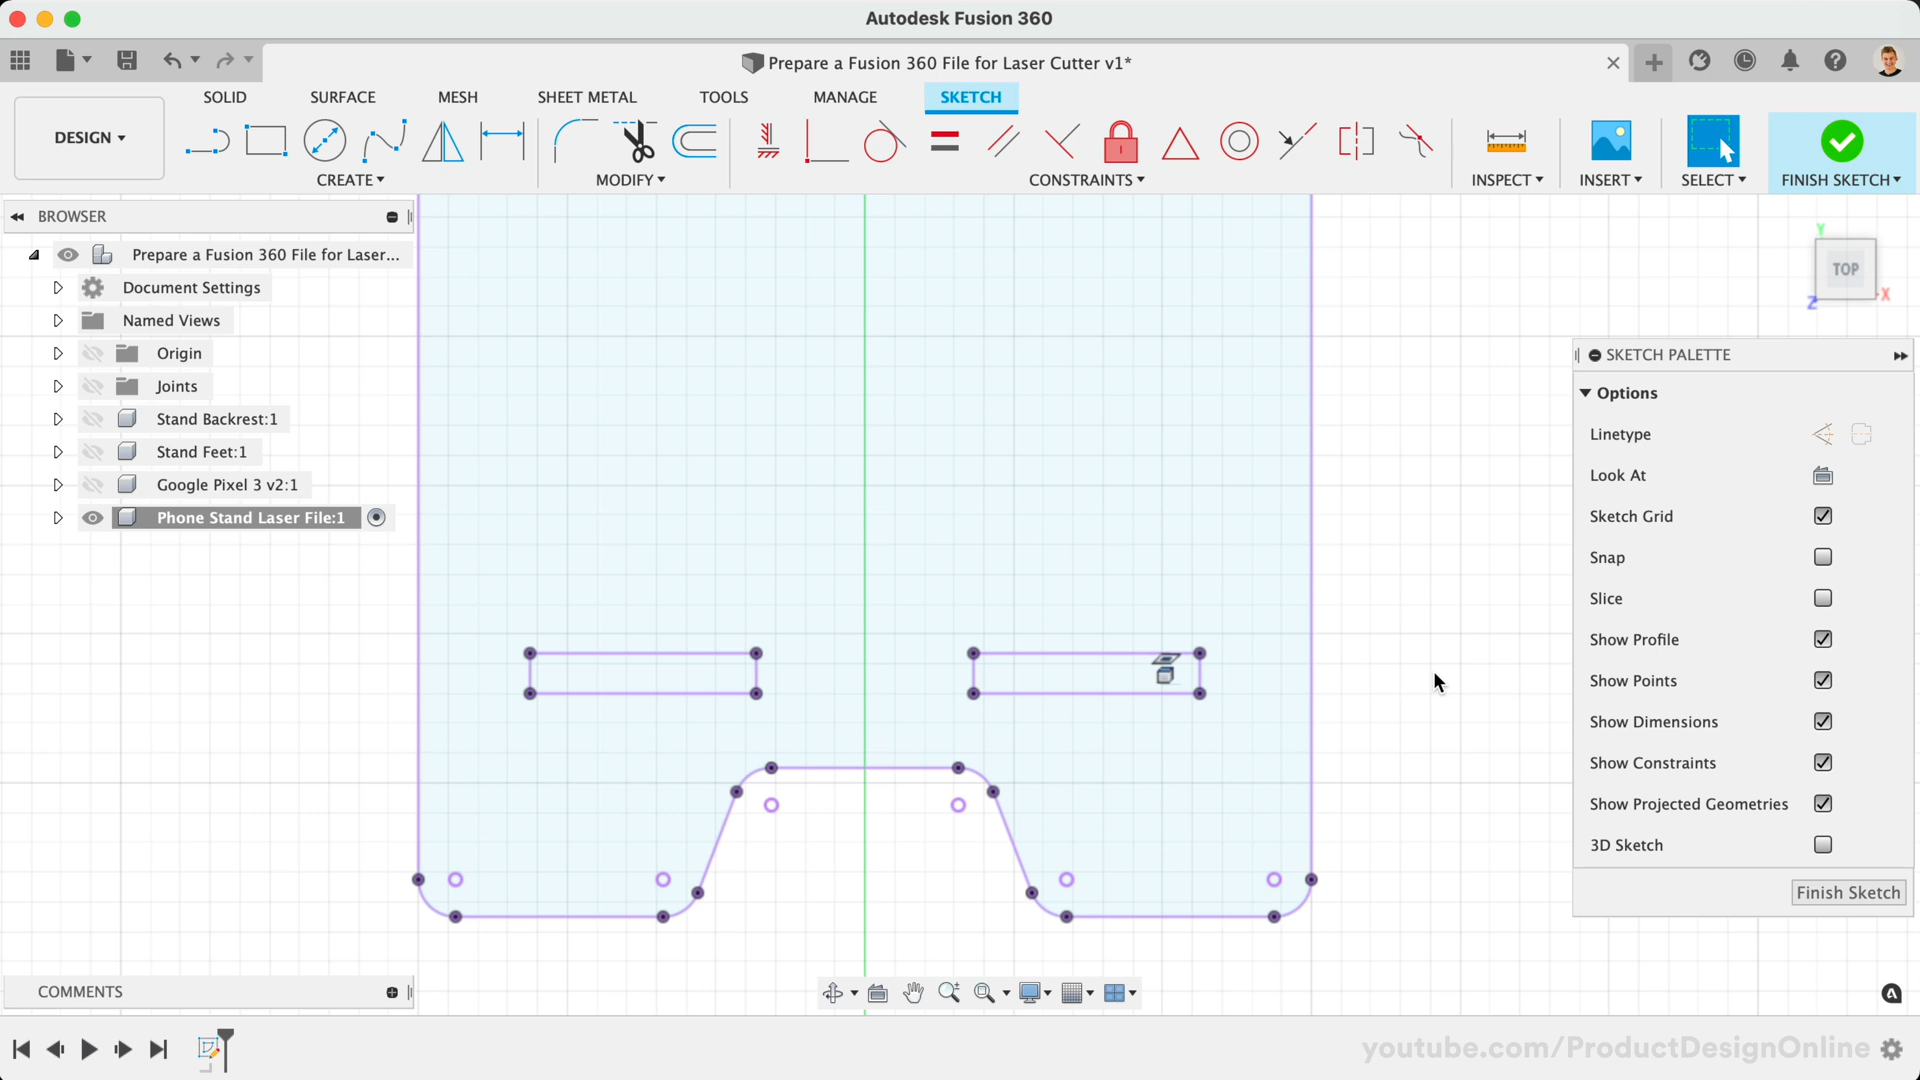 Autodesk Fusion 360
Prepare a Fusion 360 File for Laser Cutter v1*
SOLID SURFACE MESH SHEET METAL TOOLS MANAGE SKETCH
DESIGN
CREATE MODIFY CONSTRAINTS INSPECT INSERT SELECT FINISH SKETCH
BROWSER
Prepare a Fusion 360 File for Laser...
Document Settings
Named Views
Origin
Joints
Stand Backrest:1
Stand Feet:1
Google Pixel 3 v2:1
Phone Stand Laser File:1
Y
TOP
X
Z
SKETCH PALETTE
Options
Linetype
Look At
Sketch Grid
Snap
Slice
Show Profile
Show Points
Show Dimensions
Show Constraints
Show Projected Geometries
3D Sketch
Finish Sketch
COMMENTS
youtube.com/ProductDesignOnline